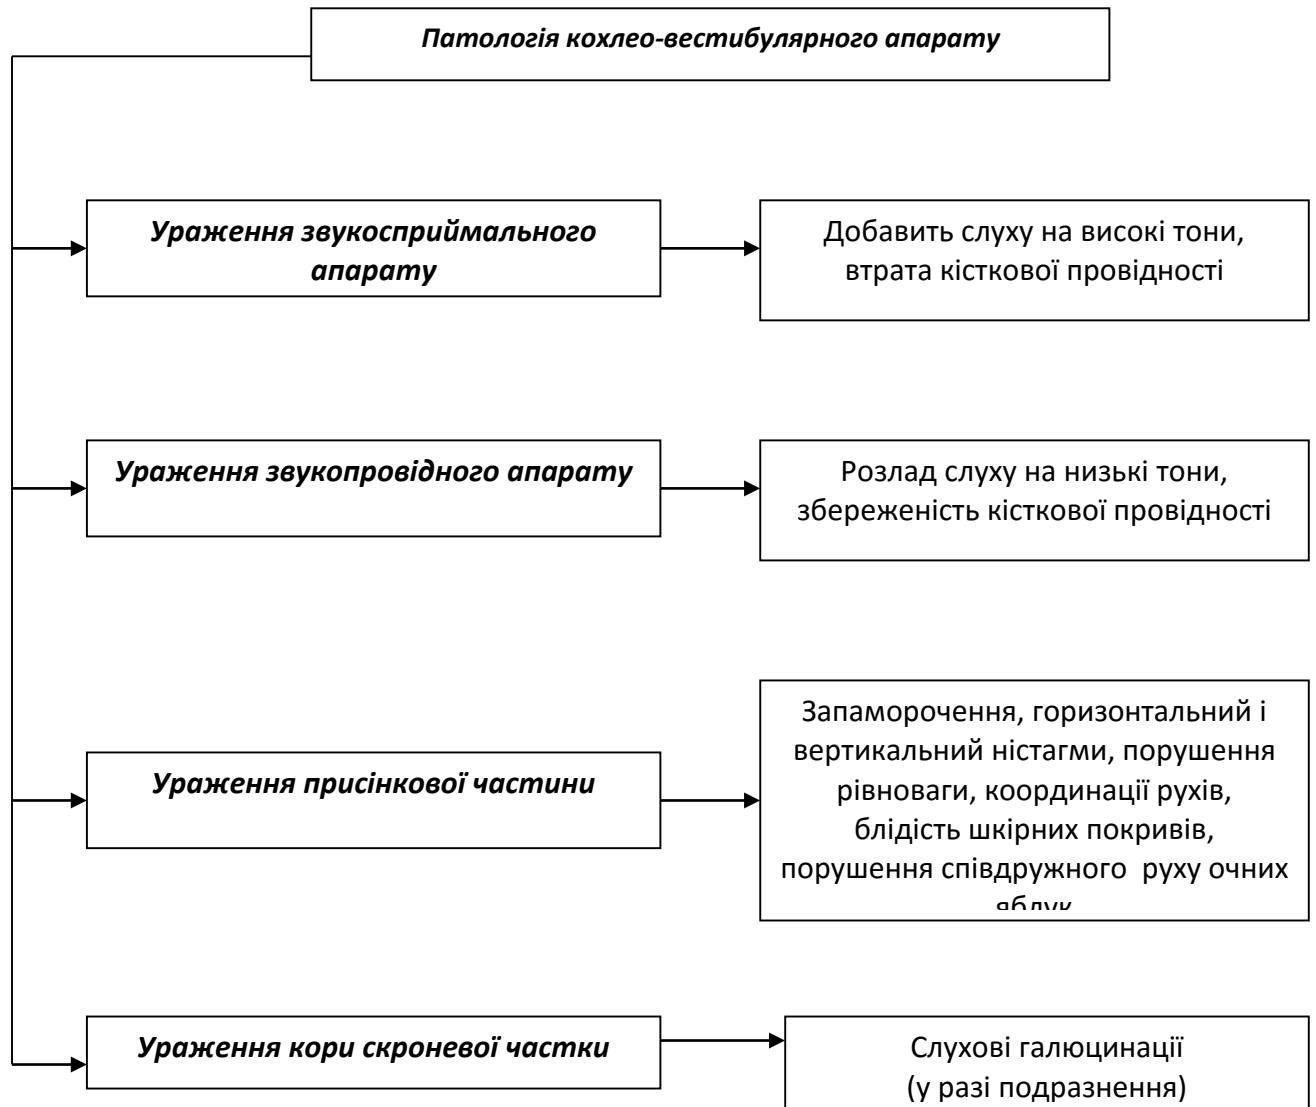 Патологія кохлео-вестибулярного апарату
Ураження звукосприймального
апарату
Добавить слуху на високі тони,
втрата кісткової провідності
Ураження звукопровідного апарату
Розлад слуху на низькі тони,
збереженість кісткової провідності
Ураження присінкової частини
Запаморочення, горизонтальний і
вертикальний ністагми, порушення
рівноваги, координації рухів,
блідість шкірних покривів,
порушення співдружного руху очних
яблук
Ураження кори скроневої частки
Слухові галюцинації
(у разі подразнення)